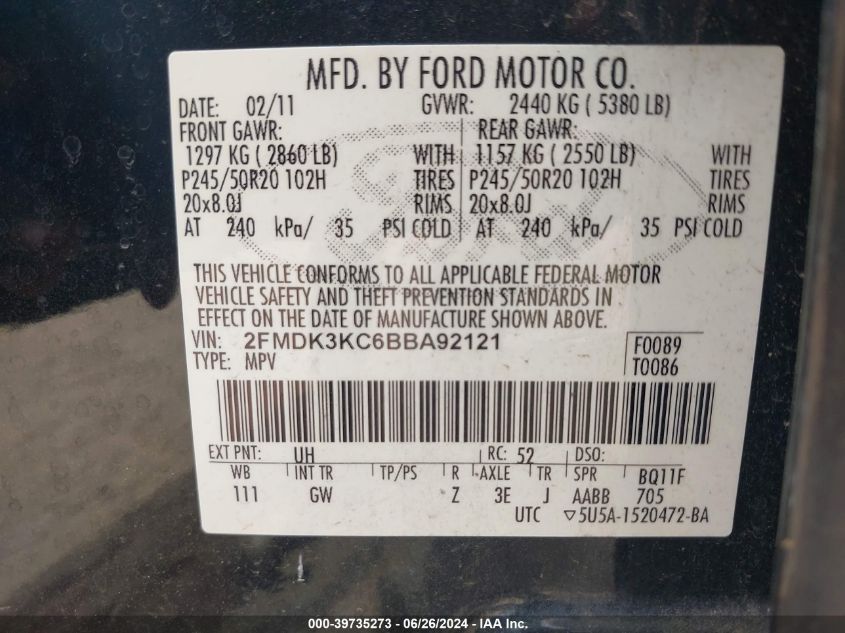 MFD. BY FORD MOTOR CO.
DATE: 02/11 GVWR: 2440 KG ( 5380 LB)
FRONT GAWR: REAR GAWR:
1297 KG ( 2860 LB) WITH 1157 KG ( 2550 LB) WITH
P245/50R20 102H TIRES P245/50R20 102H TIRES
20x8.0J RIMS 20x8.0J RIMS
AT 240 kPa/ 35 PSI COLD AT 240 kPa/ 35 PSI COLD
THIS VEHICLE CONFORMS TO ALL APPLICABLE FEDERAL MOTOR
VEHICLE SAFETY AND THEFT PREVENTION STANDARDS IN
EFFECT ON THE DATE OF MANUFACTURE SHOWN ABOVE.
VIN: 2FMDK3KC6BBA92121 F0089
TYPE: MPV T0086
EXT PNT: UH RC: 52 DSO:
WB INT TR TP/PS R AXLE TR SPR BQ11F
111 GW Z 3E J AABB 705
UTC ▽5U5A-1520472-BA
000-39735273 - 06/26/2024 - IAA Inc.